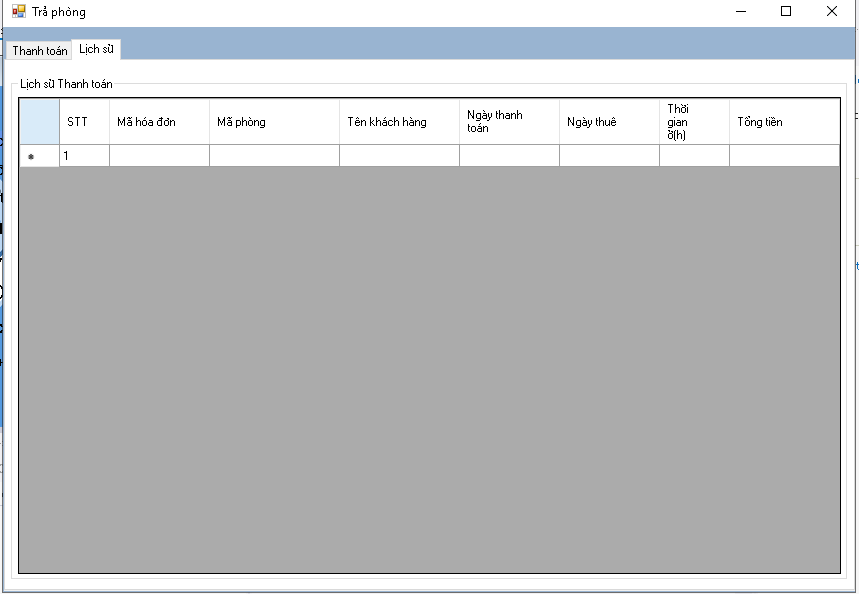 Trả phòng
Thanh toán
Lịch sử
Lịch sử Thanh toán
STT
Mã hóa đơn
Mã phòng
Tên khách hàng
Ngày thanh
toán
Ngày thuê
Thời
gian
ở(h)
Tổng tiền
1